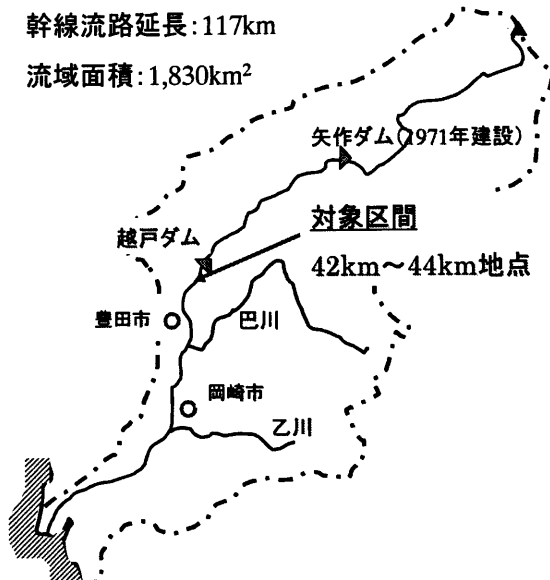 幹線流路延長：117km
流域面積：1,830km²
矢作ダム(1971年建設)
対象区間
越戸ダム
42km～44km地点
豊田市
巴川
岡崎市
乙川